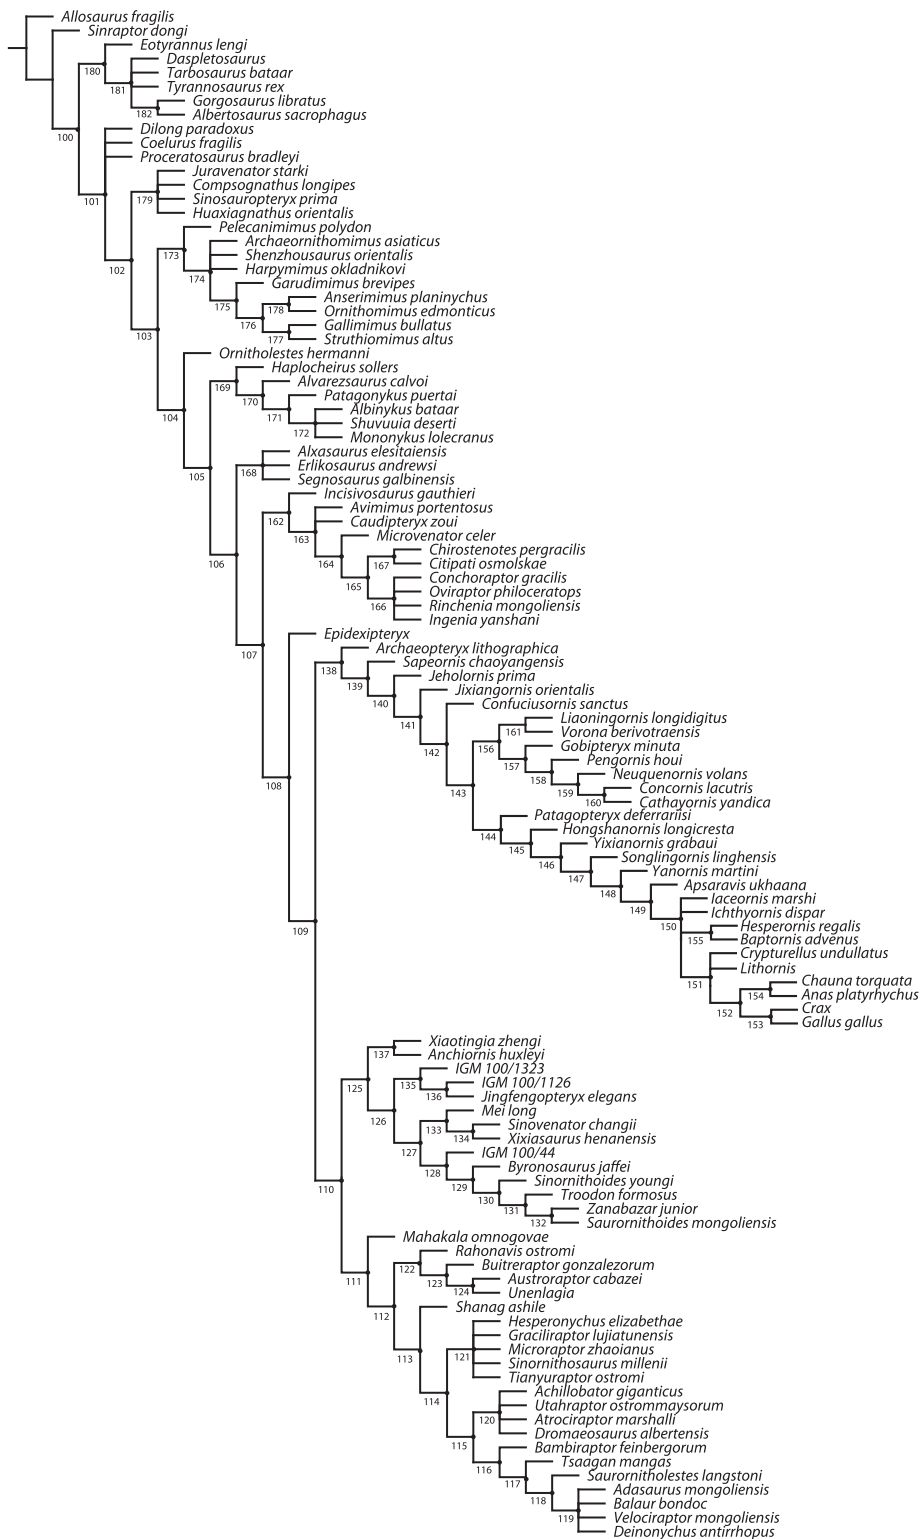 Allosaurus fragilis
Sinraptor dongi
Eotyrannus lengi
Daspletosaurus
180
Tarbosaurus bataar
Tyrannosaurus rex
181
Gorgosaurus libratus
182
Albertosaurus sacrophagus
Dilong paradoxus
100
Coelurus fragilis
Proceratosaurus bradleyi
Juravenator starki
Compsognathus longipes
101
179
Sinosauropteryx prima
Huaxiagnathus orientalis
Pelecanimimus polydon
Archaeornithomimus asiaticus
173
Shenzhousaurus orientalis
102
Harpymimus okladnikovi
174
Garudimimus brevipes
Anserimimus planinychus
175
178
Ornithomimus edmonticus
Gallimimus bullatus
176
103
177
Struthiomimus altus
Ornitholestes hermanni
Haplocheirus sollers
Alvarezsaurus calvoi
169
Patagonykus puertai
170
Albinykus bataar
171
104
Shuvuuia deserti
172
Mononykus lolecranus
Alxasaurus elesitaiensis
Erlikosaurus andrewsi
168
105
Segnosaurus galbinensis
Incisivosaurus gauthieri
Avimimus portentosus
162
Caudipteryx zoui
Microvenator celer
163
Chirostenotes pergracilis
164
106
167
Citipati osmolskae
Conchoraptor gracilis
165
Oviraptor philoceratops
Rinchenia mongoliensis
166
Ingenia yanshani
Epidexipteryx
Archaeopteryx lithographica
107
Sapeornis chaoyangensis
138
Jeholornis prima
139
Jixiangornis orientalis
140
Confuciusornis sanctus
Liaoningornis longidigitus
141
161
Vorona berivotraensis
Gobipteryx minuta
142
156
Pengornis houi
157
Neuquenornis volans
158
108
143
Concornis lacutris
159
160
Cathayornis yandica
Patagopteryx deferrariisi
Hongshanornis longicresta
144
Yixianornis grabaui
145
Songlingornis linghensis
146
Yanornis martini
147
Apsaravis ukhaana
148
Iaceornis marshi
149
Ichthyornis dispar
150
Hesperornis regalis
109
155
Baptornis advenus
Crypturellus undullatus
Lithornis
151
Chauna torquata
154
Anas platyrhychus
152
Crax
153
Gallus gallus
Xiaotingia zhengi
137
Anchiornis huxleyi
IGM 100/1323
IGM 100/1126
125
135
136
Jingfengopteryx elegans
Mei long
126
Sinovenator changii
133
134
Xixiasaurus henanensis
127
IGM 100/44
Byronosaurus jaffei
128
Sinornithoides youngi
110
129
Troodon formosus
130
Zanabazar junior
131
132
Saurornithoides mongoliensis
Mahakala omnogovae
Rahonavis ostromi
Buitreraptor gonzalezorum
122
Austroraptor cabazei
111
123
124
Unenlagia
Shanag ashile
112
Hesperonychus elizabethae
Graciliraptor lujiatunensis
Microraptor zhaoianus
113
121
Sinornithosaurus millenii
Tianyuraptor ostromi
Achillobator giganticus
114
Utahraptor ostrommaysorum
Atrociraptor marshalli
120
Dromaeosaurus albertensis
115
Bambiraptor feinbergorum
Tsaagan mangas
116
Saurornitholestes langstoni
117
Adasaurus mongoliensis
118
Balaur bondoc
119
Velociraptor mongoliensis
Deinonychus antirrhopus